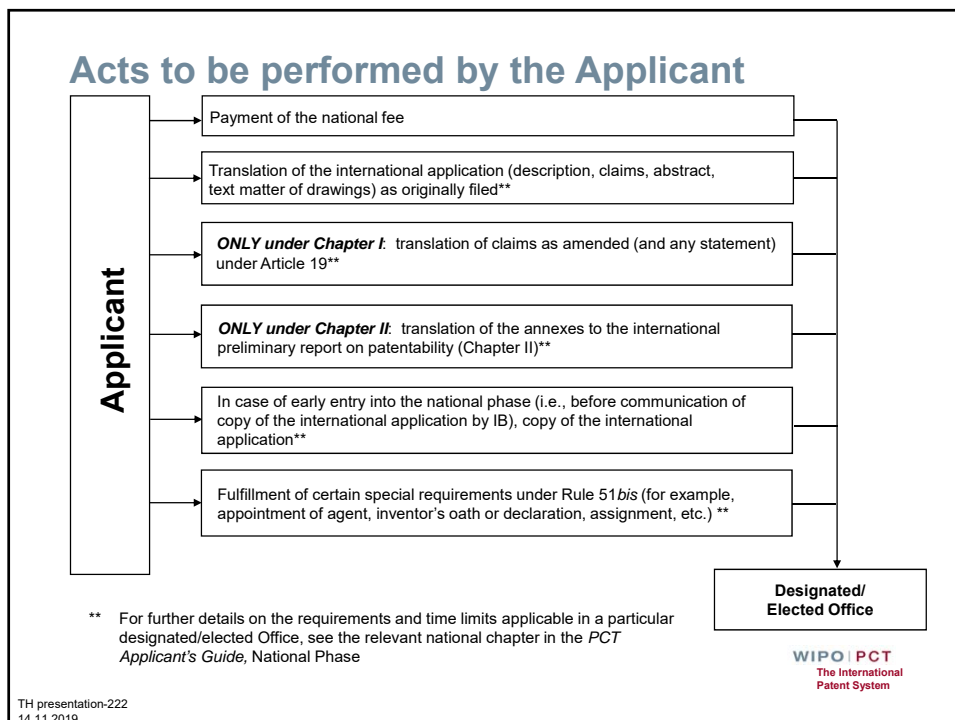 Acts to be performed by the Applicant
Applicant
Payment of the national fee
Translation of the international application (description, claims, abstract,
text matter of drawings) as originally filed**
ONLY under Chapter I: translation of claims as amended (and any statement)
under Article 19**
ONLY under Chapter II: translation of the annexes to the international
preliminary report on patentability (Chapter II)**
In case of early entry into the national phase (i.e., before communication of
copy of the international application by IB), copy of the international
application**
Fulfillment of certain special requirements under Rule 51bis (for example,
appointment of agent, inventor’s oath or declaration, assignment, etc.) **
Designated/
Elected Office
** For further details on the requirements and time limits applicable in a particular
designated/elected Office, see the relevant national chapter in the PCT
Applicant’s Guide, National Phase
WIPO | PCT
The International
Patent System
TH presentation-222
14.11.2019